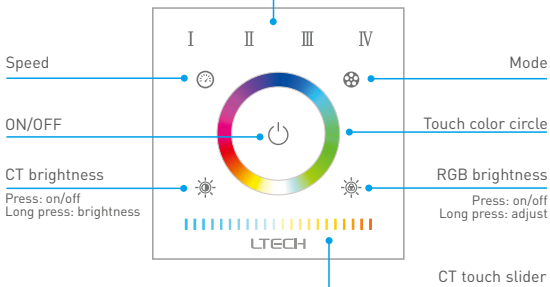 Ⅰ Ⅱ Ⅲ Ⅳ
Speed
Mode
ON/OFF
Touch color circle
CT brightness
Press: on/off
Long press: brightness
RGB brightness
Press: on/off
Long press: adjust
LTECH
CT touch slider